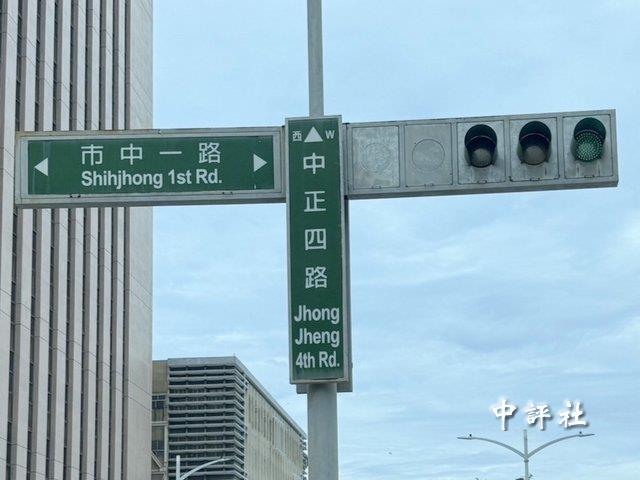 市中一路
Shihjhong 1st Rd.
西 W
中正四路
Jhong
Jheng
4th Rd.
中評社